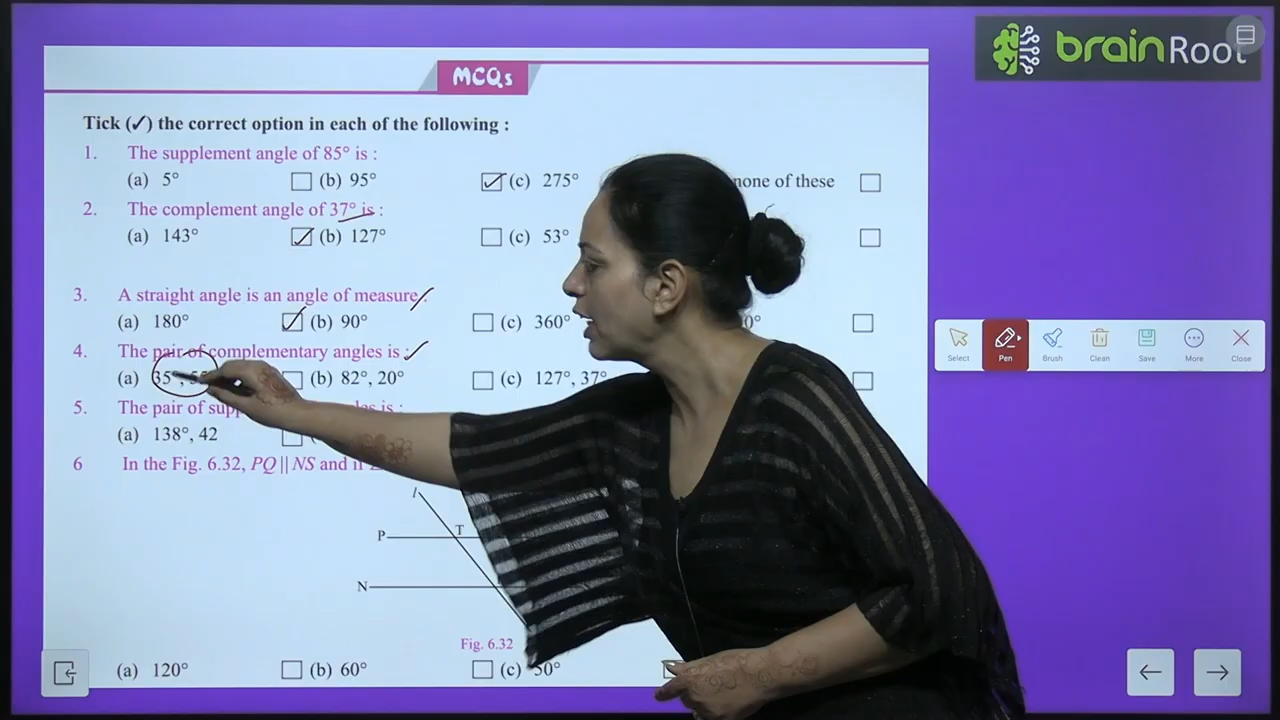 brainRoot
MCQs
Tick (✓) the correct option in each of the following :
1. The supplement angle of 85° is :
(a) 5° (b) 95° (c) 275° none of these
2. The complement angle of 37° is :
(a) 143° (b) 127° (c) 53°
3. A straight angle is an angle of measure :
(a) 180° (b) 90° (c) 360°
4. The pair of complementary angles is :
(a) 35°, (b) 82°, 20° (c) 127°, 37°
5. The pair of is :
(a) 138°, 42
6 In the Fig. 6.32, PQ || NS and if
l
P T
N
Fig. 6.32
(a) 120° (b) 60° (c) 50°
Select Pen Brush Clean Save More Close